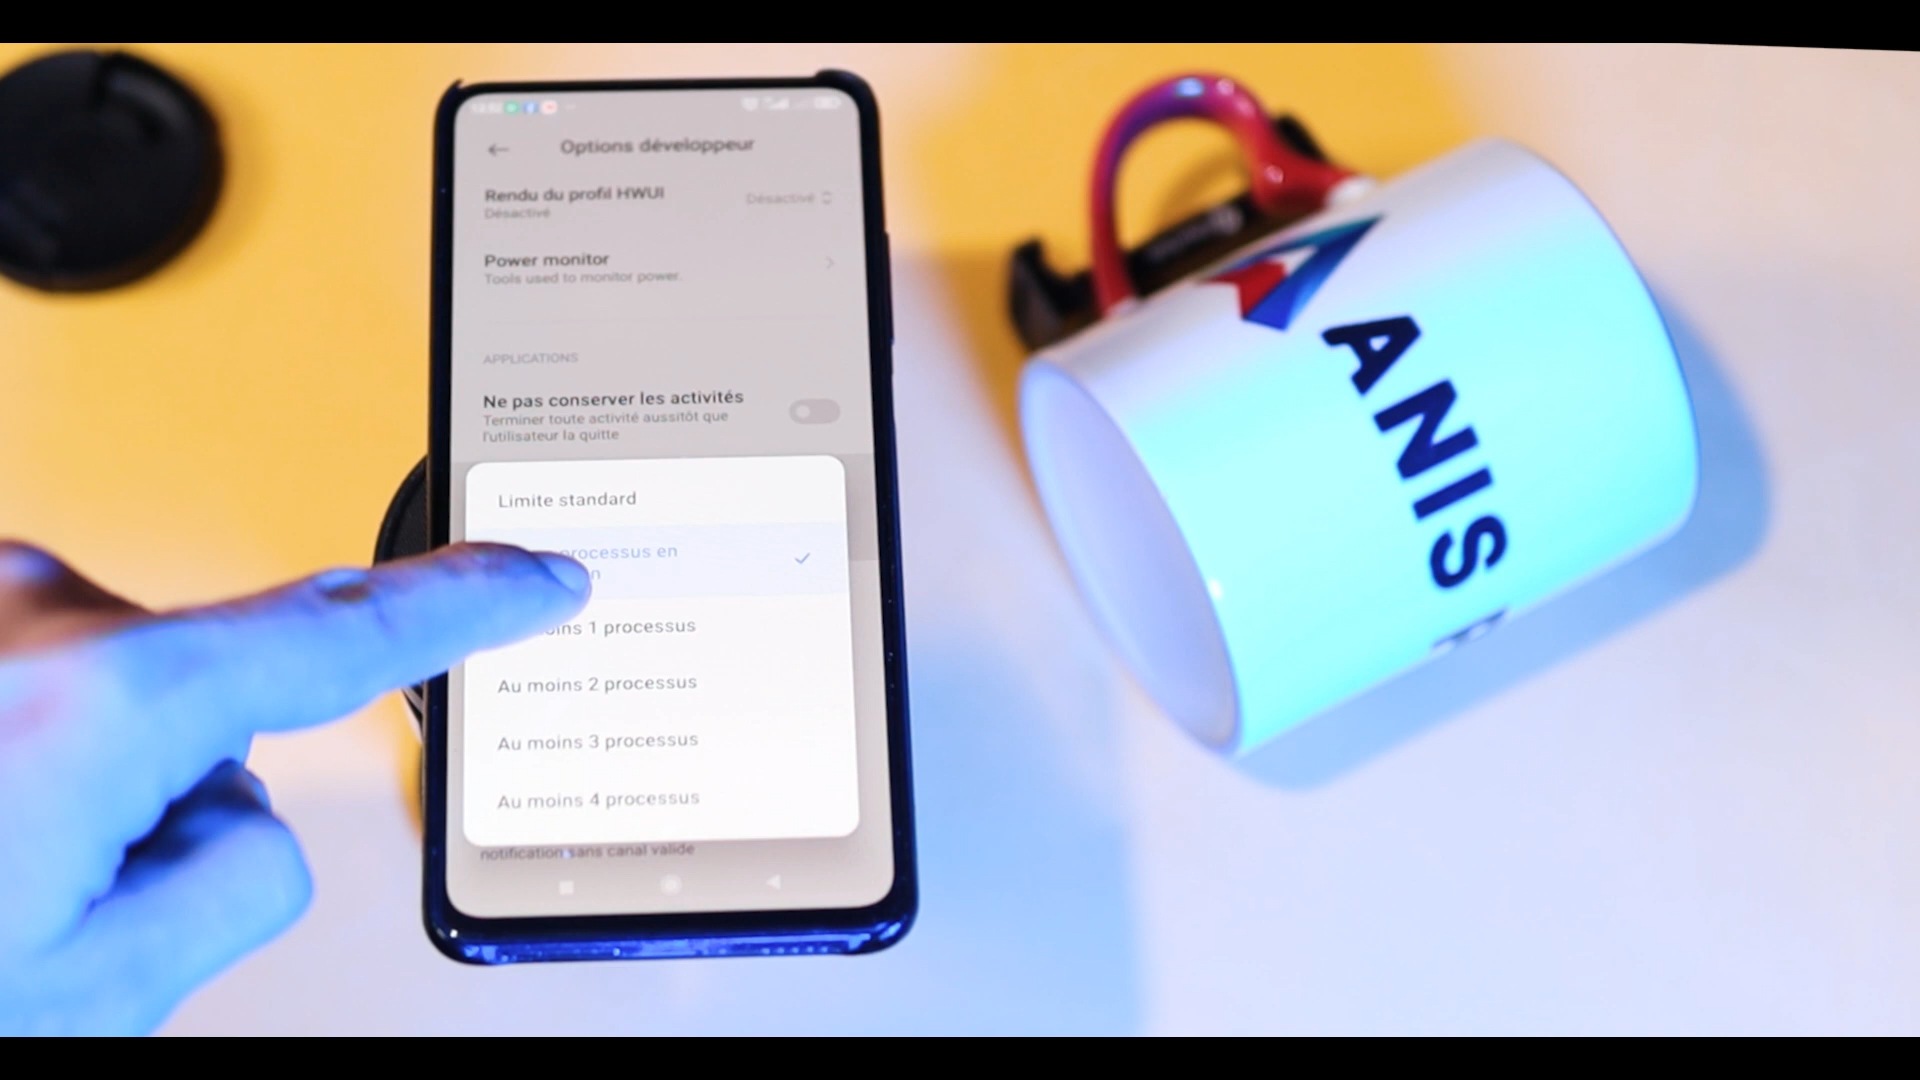 Options développeur
Rendu du profil HWUI
Désactivé
Désactivé
Power monitor
Tools used to monitor power.
APPLICATIONS
Ne pas conserver les activités
Terminer toute activité aussitôt que
l'utilisateur la quitte
Limite standard
processus en
1 processus
Au moins 2 processus
Au moins 3 processus
Au moins 4 processus
notification sans canal valide
ANIS